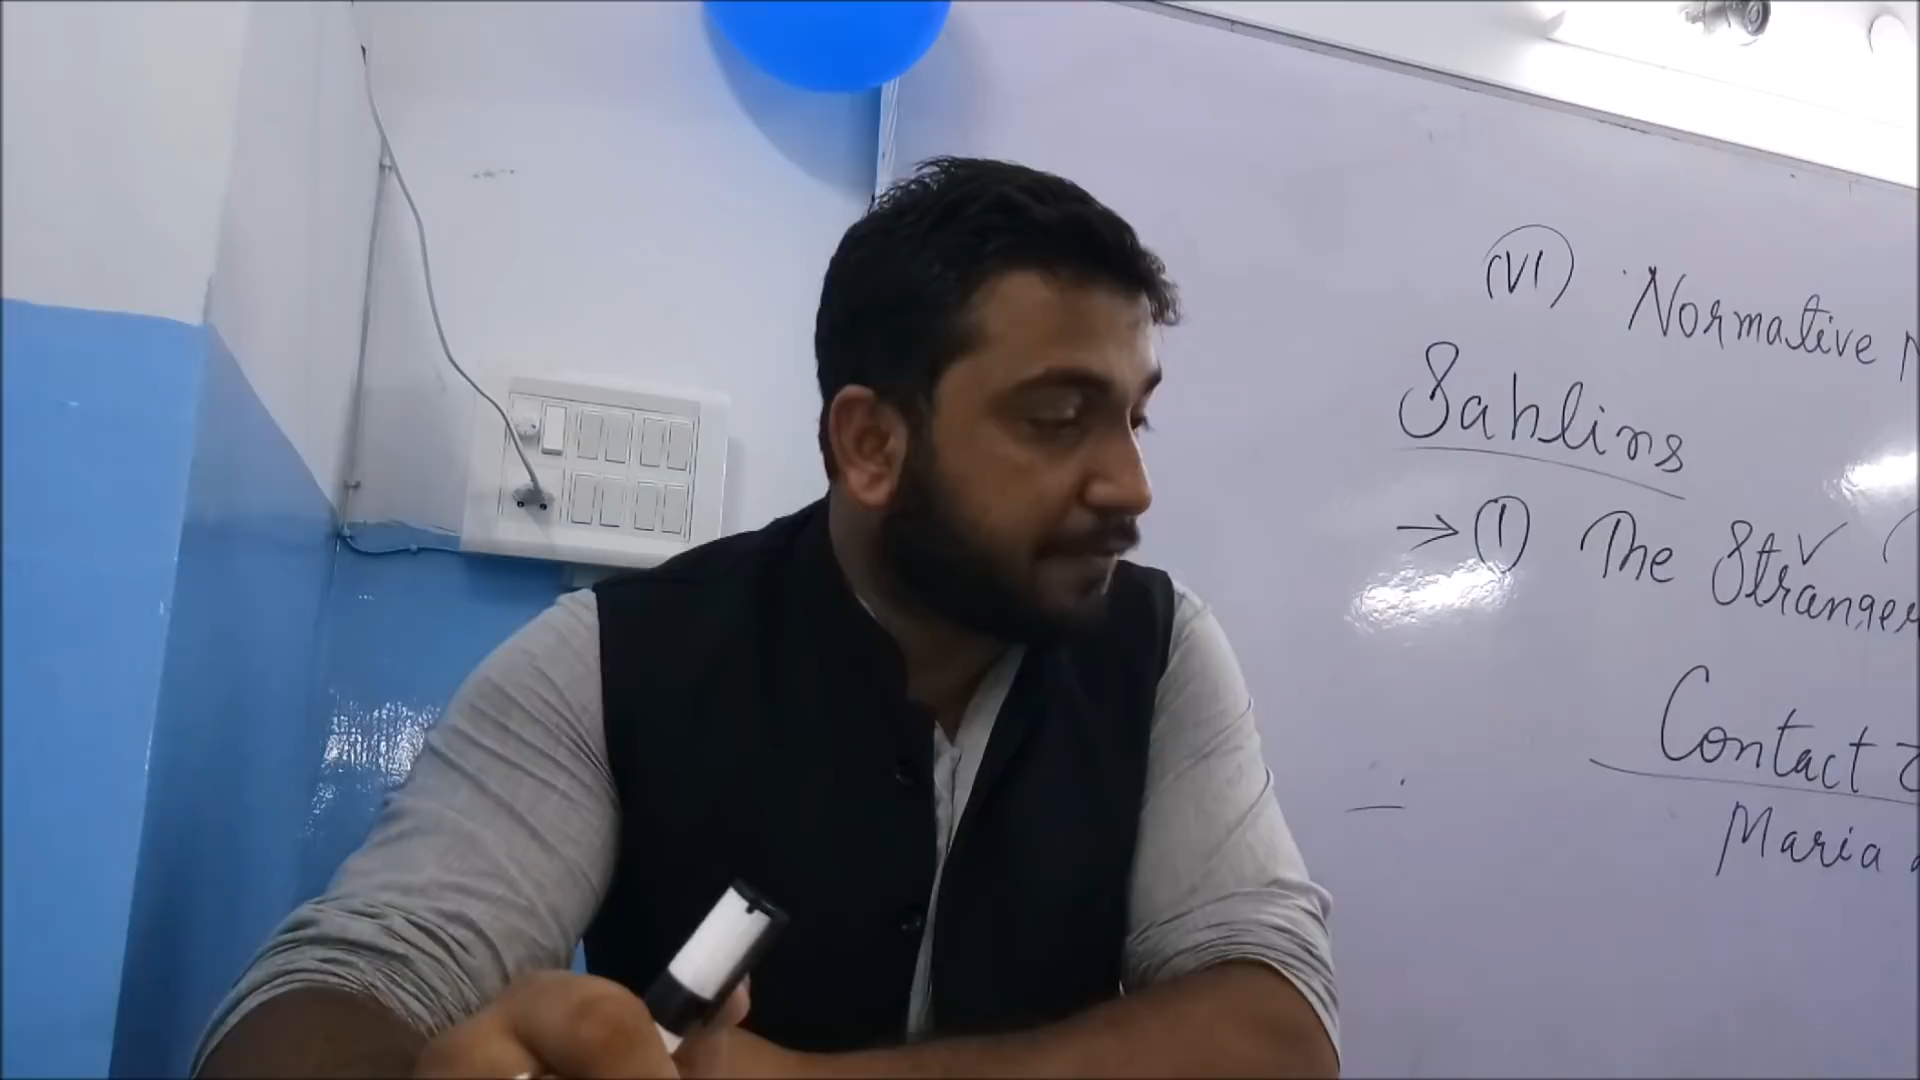 (VI) Normative
Sahlins
→ (1) The Stranger
Contact
Maria